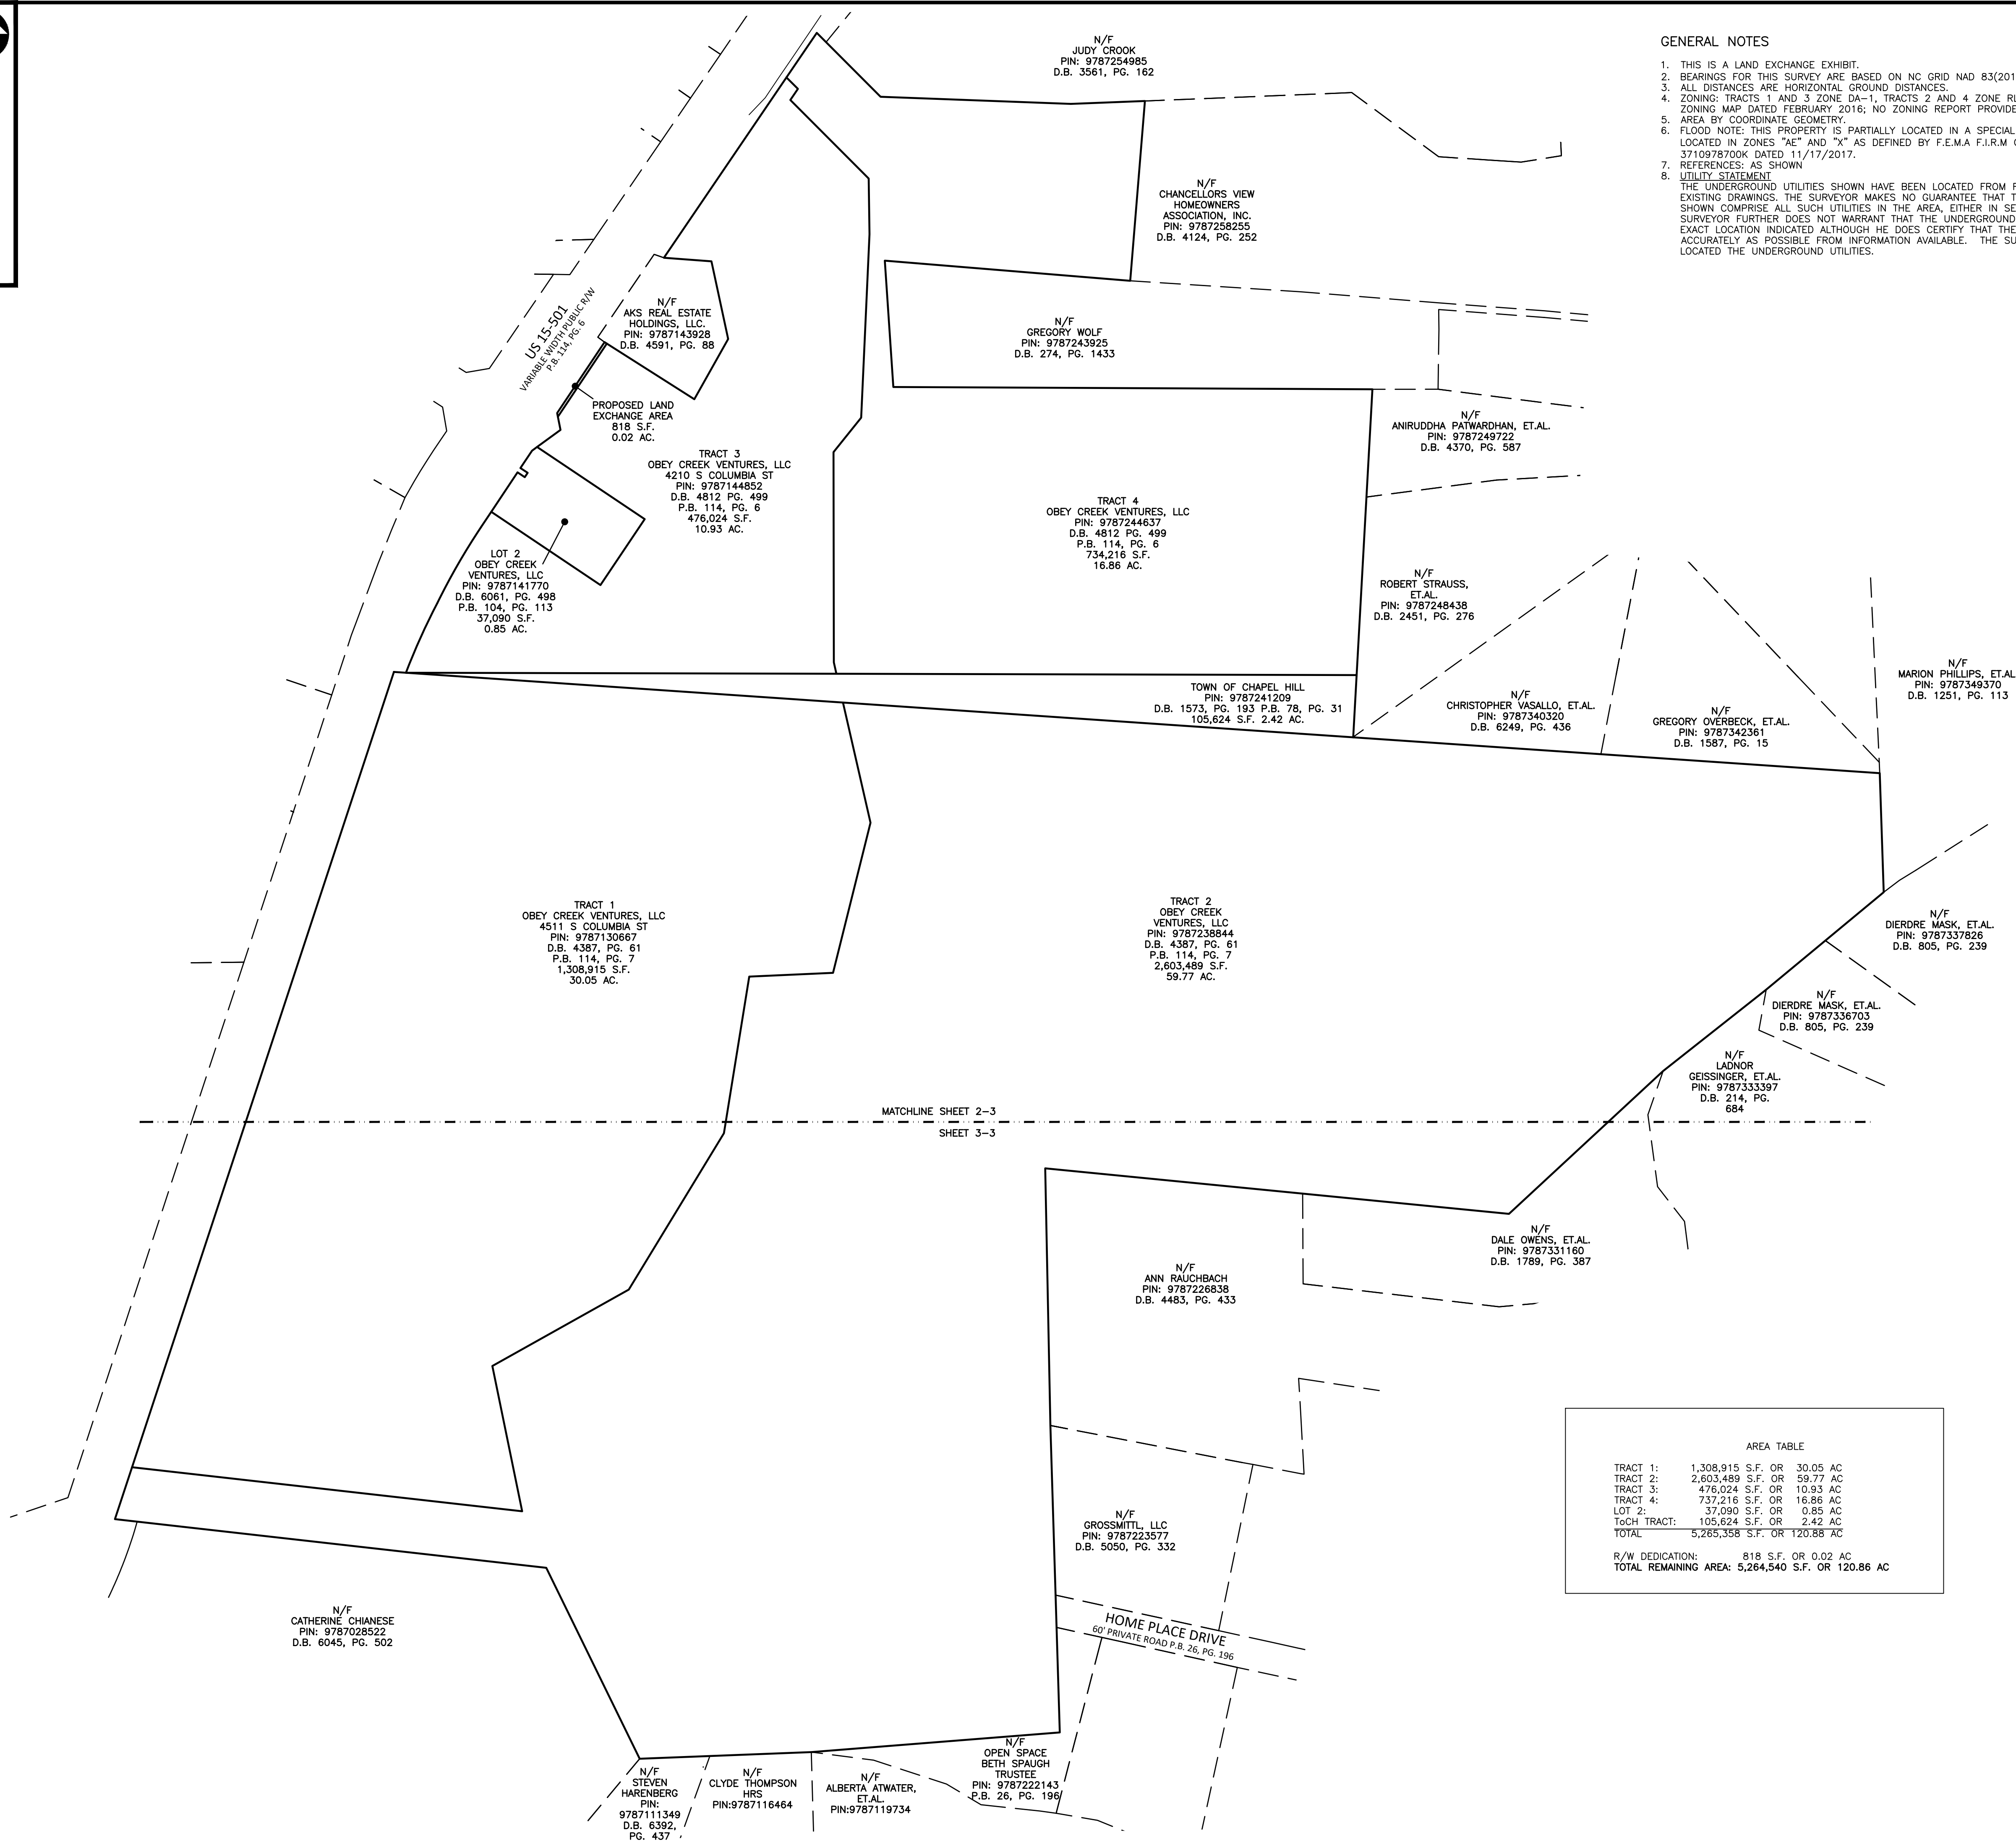 GENERAL NOTES
1. THIS IS A LAND EXCHANGE EXHIBIT.
2. BEARINGS FOR THIS SURVEY ARE BASED ON NC GRID NAD 83(201
3. ALL DISTANCES ARE HORIZONTAL GROUND DISTANCES.
4. ZONING: TRACTS 1 AND 3 ZONE DA-1, TRACTS 2 AND 4 ZONE
ZONING MAP DATED FEBRUARY 2016; NO ZONING REPORT
5. AREA BY COORDINATE GEOMETRY.
6. FLOOD NOTE: THIS PROPERTY IS PARTIALLY LOCATED IN A SPECIAL
LOCATED IN ZONES "AE" AND "X" AS DEFINED BY F.E.M.A F.I.R.M
3710978700K DATED 11/17/2017.
7. REFERENCES: AS SHOWN
8. UTILITY STATEMENT
THE UNDERGROUND UTILITIES SHOWN HAVE BEEN LOCATED FROM
EXISTING DRAWINGS. THE SURVEYOR MAKES NO GUARANTEE THAT
SHOWN COMPRISE ALL SUCH UTILITIES IN THE AREA, EITHER IN
SURVEYOR FURTHER DOES NOT WARRANT THAT THE UNDERGROUND
EXACT LOCATION INDICATED ALTHOUGH HE DOES CERTIFY THAT THE
ACCURATELY AS POSSIBLE FROM INFORMATION AVAILABLE. THE
LOCATED THE UNDERGROUND UTILITIES.
N/F
JUDY CROOK
PIN: 9787254985
D.B. 3561, PG. 162
N/F
CHANCELLORS VIEW
HOMEOWNERS
ASSOCIATION, INC.
PIN: 9787258255
D.B. 4124, PG. 252
US 15-501
VARIABLE WIDTH PUBLIC R/W
P.B. 114, PG. 6
N/F
AKS REAL ESTATE
HOLDINGS, LLC.
PIN: 9787143928
D.B. 4591, PG. 88
N/F
GREGORY WOLF
PIN: 9787243925
D.B. 274, PG. 1433
PROPOSED LAND
EXCHANGE AREA
818 S.F.
0.02 AC.
N/F
ANIRUDDHA PATWARDHAN, ET.AL.
PIN: 9787249722
D.B. 4370, PG. 587
TRACT 3
OBEY CREEK VENTURES, LLC
4210 S COLUMBIA ST
PIN: 9787144852
D.B. 4812 PG. 499
P.B. 114, PG. 6
476,024 S.F.
10.93 AC.
TRACT 4
OBEY CREEK VENTURES, LLC
PIN: 9787244637
D.B. 4812 PG. 499
P.B. 114, PG. 6
734,216 S.F.
16.86 AC.
LOT 2
OBEY CREEK
VENTURES, LLC
PIN: 9787141770
D.B. 6061, PG. 498
P.B. 104, PG. 113
37,090 S.F.
0.85 AC.
N/F
ROBERT STRAUSS,
ET.AL.
PIN: 9787248438
D.B. 2451, PG. 276
TOWN OF CHAPEL HILL
PIN: 9787241209
D.B. 1573, PG. 193 P.B. 78, PG. 31
105,624 S.F. 2.42 AC.
N/F
CHRISTOPHER VASALLO, ET.AL.
PIN: 9787340320
D.B. 6249, PG. 436
N/F
GREGORY OVERBECK, ET.AL.
PIN: 9787342361
D.B. 1587, PG. 15
N/F
MARION PHILLIPS, ET.AL
PIN: 9787349370
D.B. 1251, PG. 113
TRACT 1
OBEY CREEK VENTURES, LLC
4511 S COLUMBIA ST
PIN: 9787130667
D.B. 4387, PG. 61
P.B. 114, PG. 7
1,308,915 S.F.
30.05 AC.
TRACT 2
OBEY CREEK
VENTURES, LLC
PIN: 9787238844
D.B. 4387, PG. 61
P.B. 114, PG. 7
2,603,489 S.F.
59.77 AC.
N/F
DIERDRE MASK, ET.AL.
PIN: 9787337826
D.B. 805, PG. 239
N/F
DIERDRE MASK, ET.AL.
PIN: 9787336703
D.B. 805, PG. 239
N/F
LADNOR
GEISSINGER, ET.AL.
PIN: 9787333397
D.B. 214, PG.
684
MATCHLINE SHEET 2-3
SHEET 3-3
N/F
DALE OWENS, ET.AL.
PIN: 9787331160
D.B. 1789, PG. 387
N/F
ANN RAUCHBACH
PIN: 9787226838
D.B. 4483, PG. 433
N/F
GROSSMITTL, LLC
PIN: 9787223577
D.B. 5050, PG. 332
HOME PLACE DRIVE
60' PRIVATE ROAD P.B. 26, PG. 196
N/F
CATHERINE CHIANESE
PIN: 9787028522
D.B. 6045, PG. 502
N/F
STEVEN
HARENBERG
PIN:
9787111349
D.B. 6392,
PG. 437
N/F
CLYDE THOMPSON
HRS
PIN:9787116464
N/F
ALBERTA ATWATER,
ET.AL.
PIN:9787119734
N/F
OPEN SPACE
BETH SPAUGH
TRUSTEE
PIN: 9787222143
P.B. 26, PG. 196
AREA TABLE
TRACT 1: 1,308,915 S.F. OR 30.05 AC
TRACT 2: 2,603,489 S.F. OR 59.77 AC
TRACT 3: 476,024 S.F. OR 10.93 AC
TRACT 4: 737,216 S.F. OR 16.86 AC
LOT 2: 37,090 S.F. OR 0.85 AC
ToCH TRACT: 105,624 S.F. OR 2.42 AC
TOTAL 5,265,358 S.F. OR 120.88 AC
R/W DEDICATION: 818 S.F. OR 0.02 AC
TOTAL REMAINING AREA: 5,264,540 S.F. OR 120.86 AC